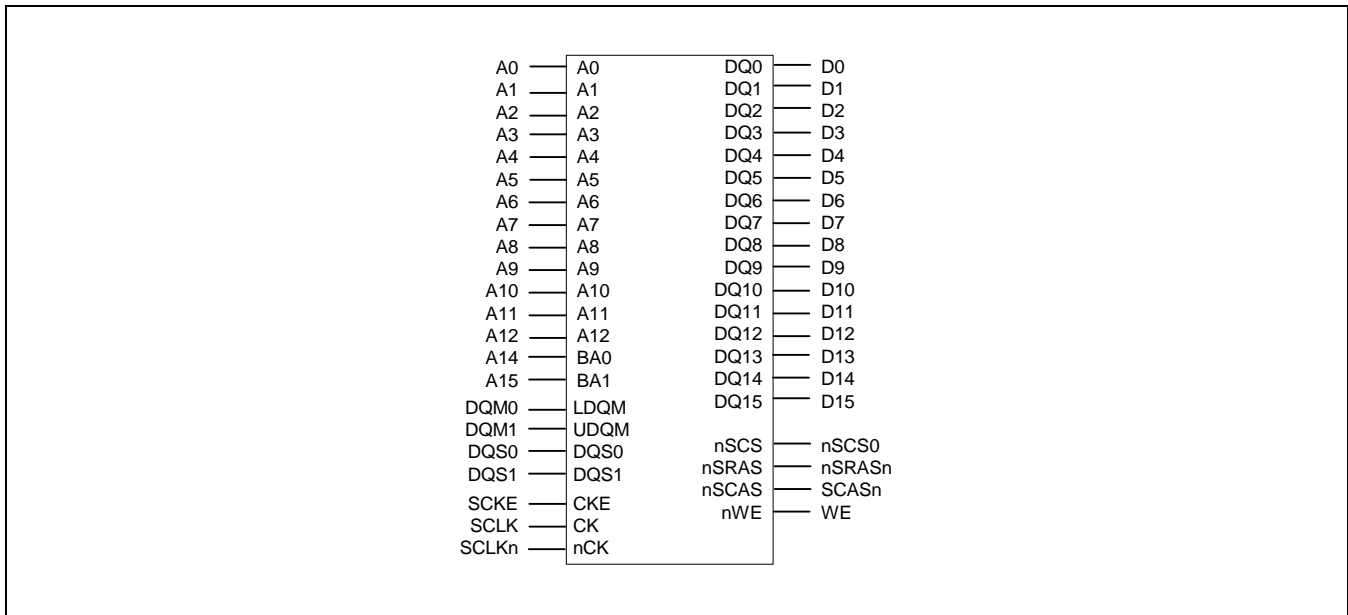 A0 A0 DQ0 D0
A1 A1 DQ1 D1
A2 A2 DQ2 D2
A3 A3 DQ3 D3
A4 A4 DQ4 D4
A5 A5 DQ5 D5
A6 A6 DQ6 D6
A7 A7 DQ7 D7
A8 A8 DQ8 D8
A9 A9 DQ9 D9
A10 A10 DQ10 D10
A11 A11 DQ11 D11
A12 A12 DQ12 D12
A14 BA0 DQ13 D13
A15 BA1 DQ14 D14
DQM0 LDQM DQ15 D15
DQM1 UDQM
DQS0 DQS0 nSCS nSCS0
DQS1 DQS1 nSRAS nSRASn
SCKE CKE nSCAS SCASn
SCLK CK nWE WE
SCLKn nCK